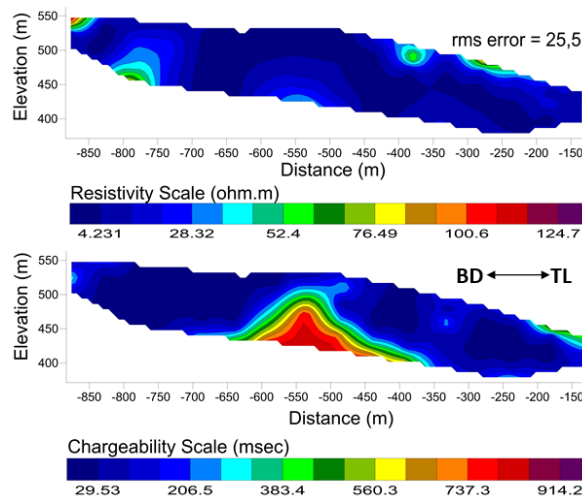 Elevation (m)
550
500
450
400
rms error = 25,5
-850 -800 -750 -700 -650 -600 -550 -500 -450 -400 -350 -300 -250 -200 -150
Distance (m)
Resistivity Scale (ohm.m)
4.231 28.32 52.4 76.49 100.6 124.7
Elevation (m)
550
500
450
400
BD TL
-850 -800 -750 -700 -650 -600 -550 -500 -450 -400 -350 -300 -250 -200 -150
Distance (m)
Chargeability Scale (msec)
29.53 206.5 383.4 560.3 737.3 914.2